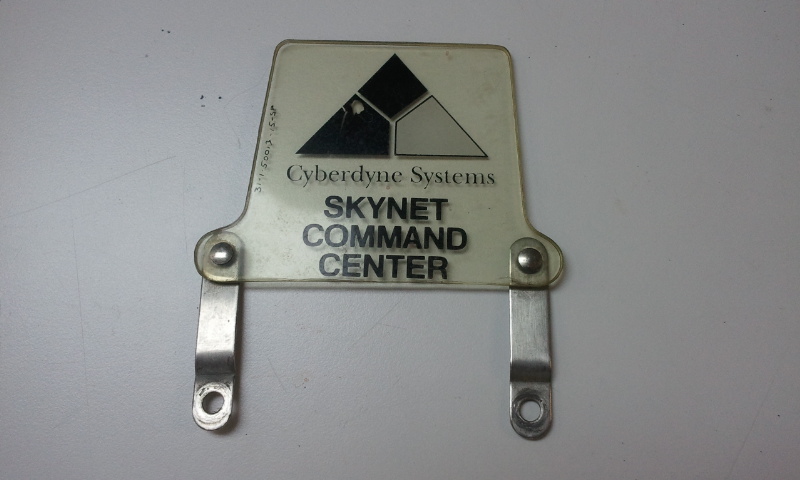 Cyberdyne Systems
SKYNET
COMMAND
CENTER